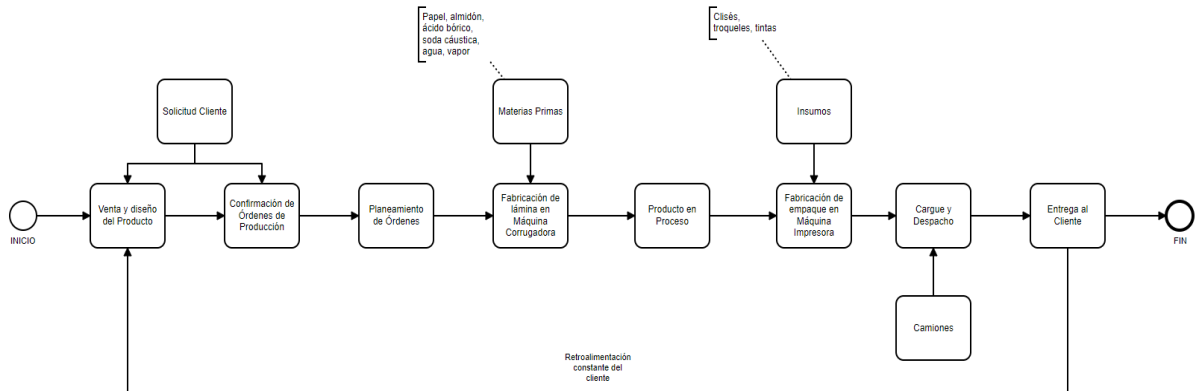 Papel, almidón,
ácido bórico,
soda cáustica,
agua, vapor
Clisés,
troqueles, tintas
Solicitud Cliente
Materias Primas
Insumos
INICIO
Venta y diseño
del Producto
Confirmación de
Órdenes de
Producción
Planeamiento
de Órdenes
Fabricación de
lámina en
Máquina
Corrugadora
Producto en
Proceso
Fabricación de
empaque en
Máquina
Impresora
Cargue y
Despacho
Entrega al
Cliente
FIN
Camiones
Retroalimentación
constante del
cliente